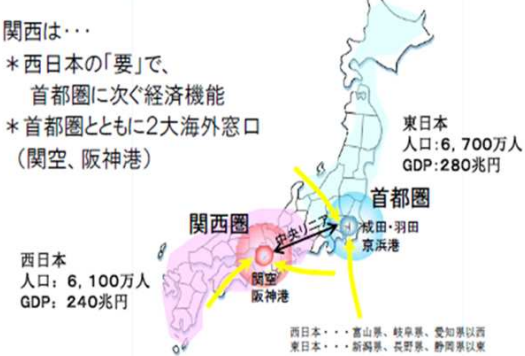 関西は・・・
＊西日本の「要」で、
首都圏に次ぐ経済機能
＊首都圏とともに2大海外窓口
（関空、阪神港）
東日本
人口：6，700万人
GDP：280兆円
首都圏
成田・羽田
京浜港
関西圏
中央リニア
関空
阪神港
西日本
人口：6，100万人
GDP：240兆円
西日本・・・富山県、岐阜県、愛知県以西
東日本・・・新潟県、長野県、静岡県以東